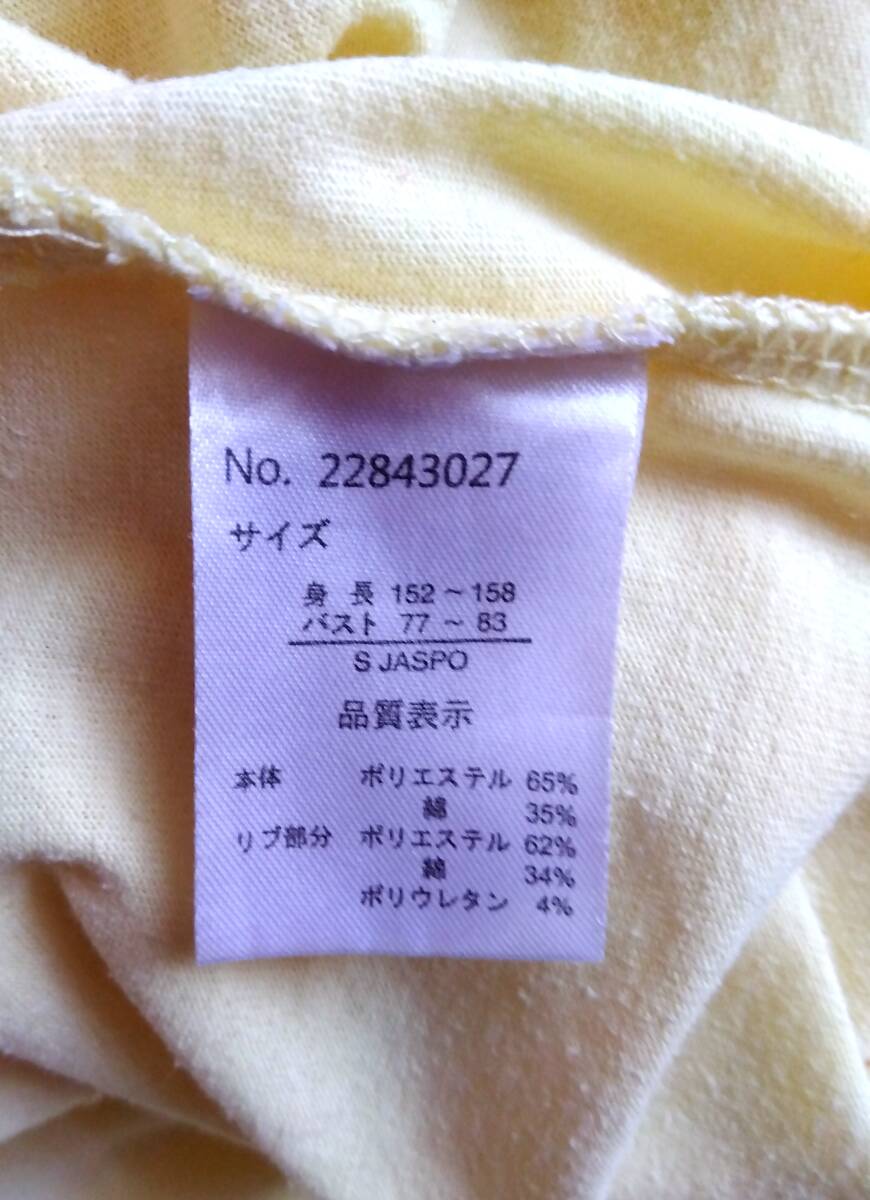 No. 22843027
サイズ
身 長 152～158
バスト 77～83
S JASPO
品質表示
本体 ポリエステル 65%
綿 35%
リブ部分 ポリエステル 62%
綿 34%
ポリウレタン 4%